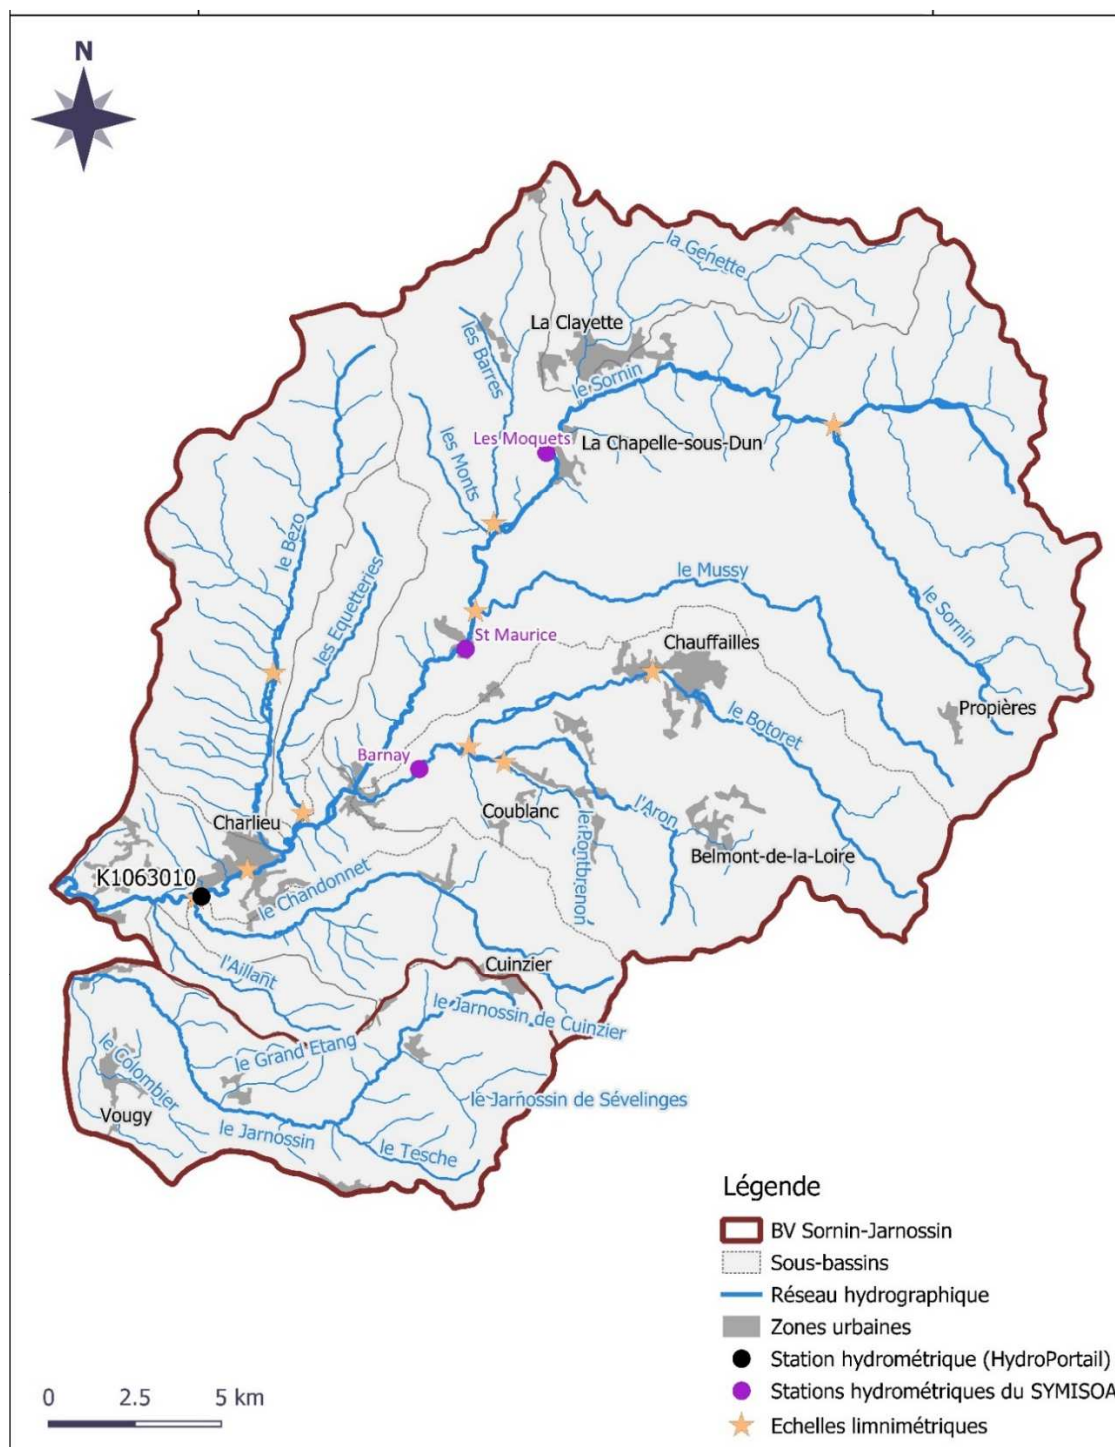 N
la Genette
La Clayette
les Barres
le Sornin
Les Moquets
La Chapelle-sous-Dun
les Monts
le Bézo
les Equetteries
le Mussy
le Sornin
St Maurice
Chauffailles
Propières
le Botoret
Barnay
Coublanc
l'Aron
le Pontbrenon
Charlieu
Belmont-de-la-Loire
K1063010
le Chandonnet
l'Aillant
Cuinzier
le Jarnossin de Cuinzier
le Grand Etang
le Colombier
le Jarnossin de Sévelinges
Vougy
le Jarnossin
le Tesche
Légende
BV Sornin-Jarnossin
Sous-bassins
Réseau hydrographique
Zones urbaines
Station hydrométrique (HydroPortail)
Stations hydrométriques du SYMISOA
Echelles limnimétriques
0 2.5 5 km